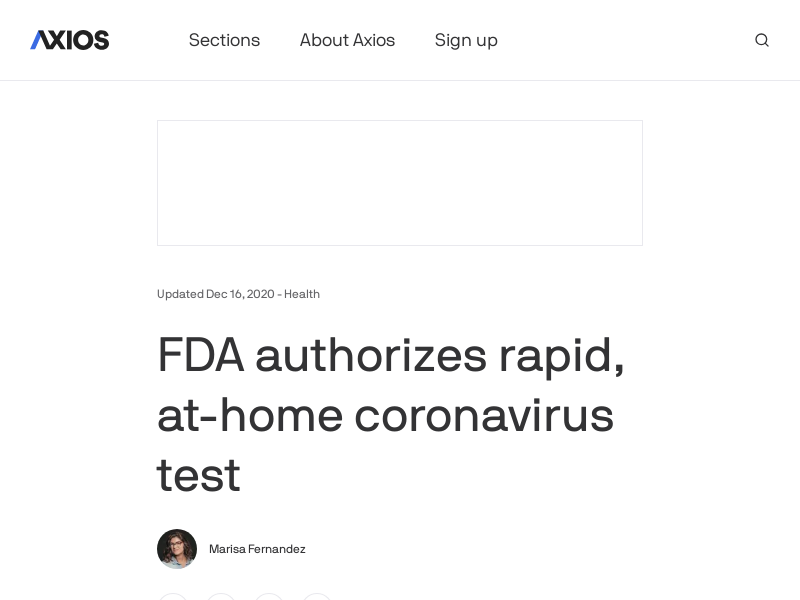 AXIOS
Sections
About Axios
Sign up
Updated Dec 16, 2020 - Health
FDA authorizes rapid,
at-home coronavirus
test
Marisa Fernandez